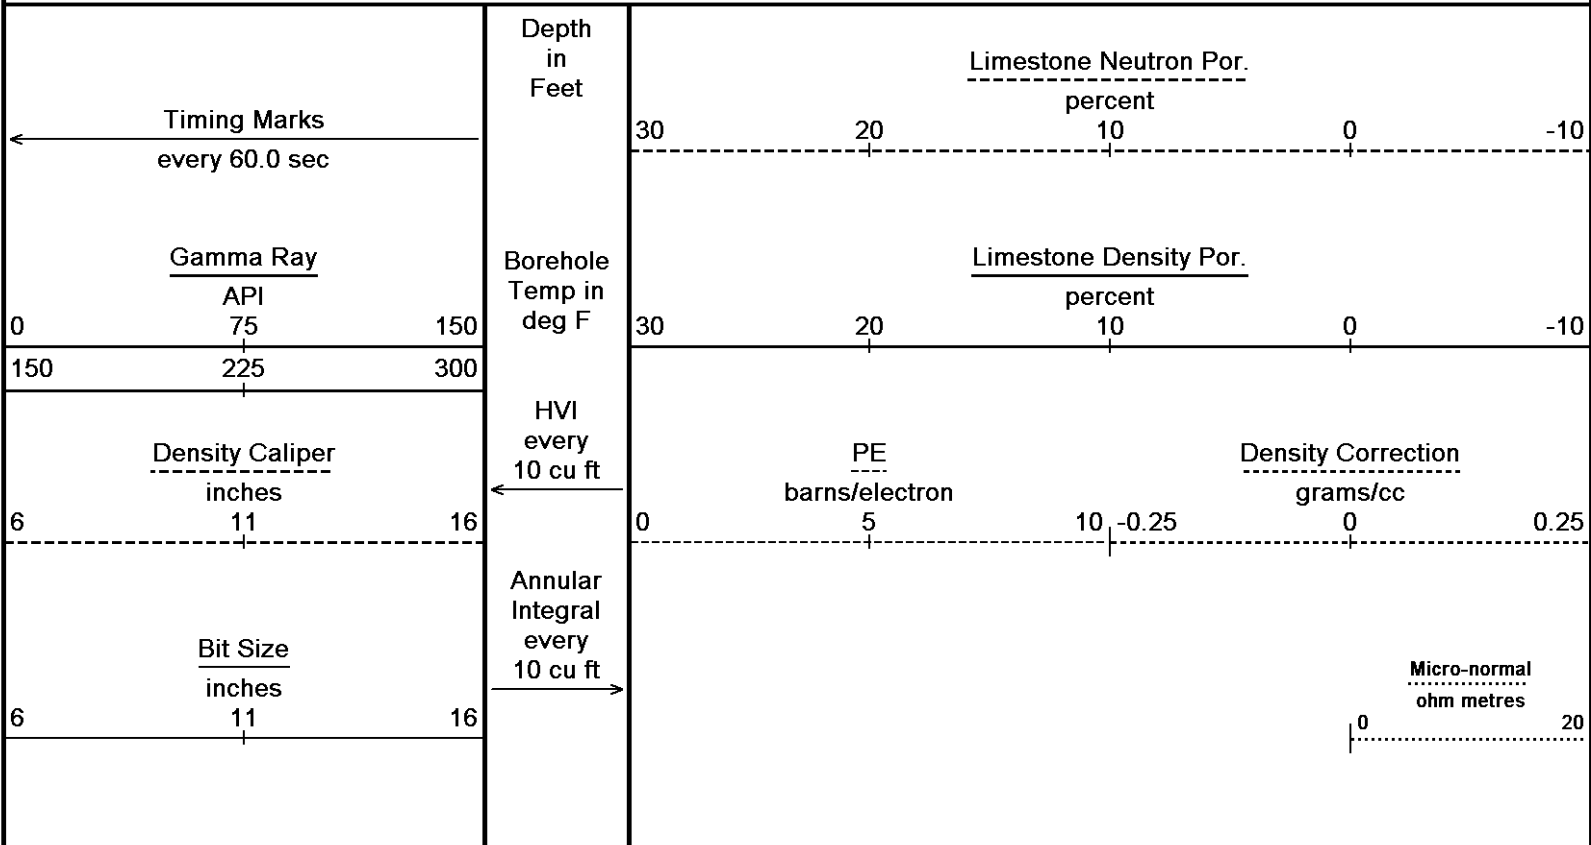 Timing Marks
every 60.0 sec
Gamma Ray
API
0 75 150
150 225 300
Density Caliper
inches
6 11 16
Bit Size
inches
6 11 16
Depth
in
Feet
Borehole
Temp in
deg F
HVI
every
10 cu ft
Annular
Integral
every
10 cu ft
Limestone Neutron Por.
percent
30 20 10 0 -10
Limestone Density Por.
percent
30 20 10 0 -10
PE
barns/electron
0 5 10
Density Correction
grams/cc
-0.25 0 0.25
Micro-normal
ohm metres
0 20